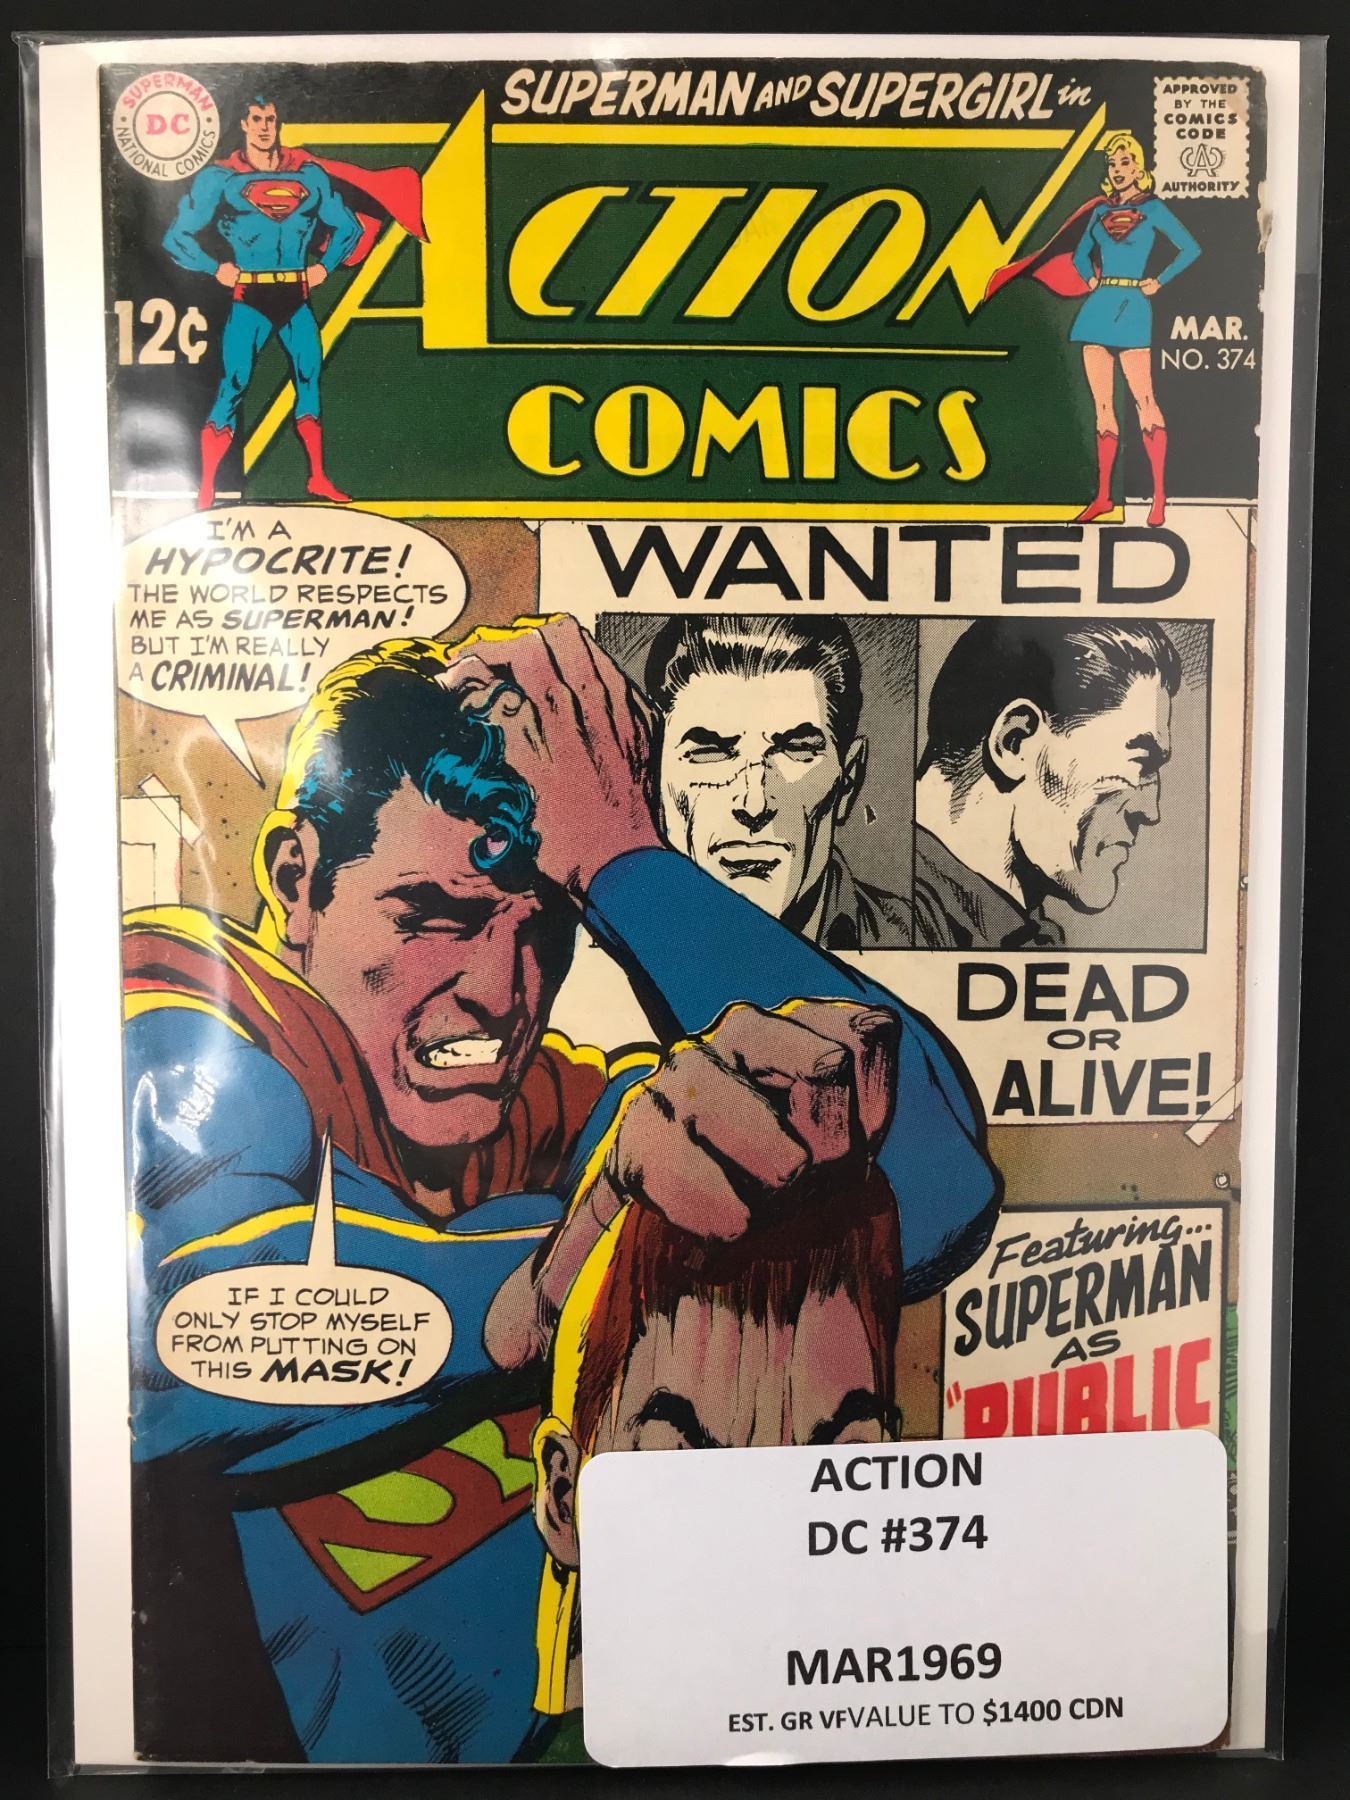 SUPERMAN
DC
NATIONAL COMICS
SUPERMAN AND SUPERGIRL in
APPROVED
BY THE
COMICS
CODE
CA
AUTHORITY
ACTION
COMICS
12¢
MAR.
NO. 374
I'M A
HYPOCRITE!
THE WORLD RESPECTS
ME AS SUPERMAN!
BUT I'M REALLY
A CRIMINAL!
WANTED
DEAD
OR
ALIVE!
IF I COULD
ONLY STOP MYSELF
FROM PUTTING ON
THIS MASK!
Featuring...
SUPERMAN
AS
"PUBLIC
ACTION
DC #374
MAR1969
EST. GR VFVALUE TO $1400 CDN